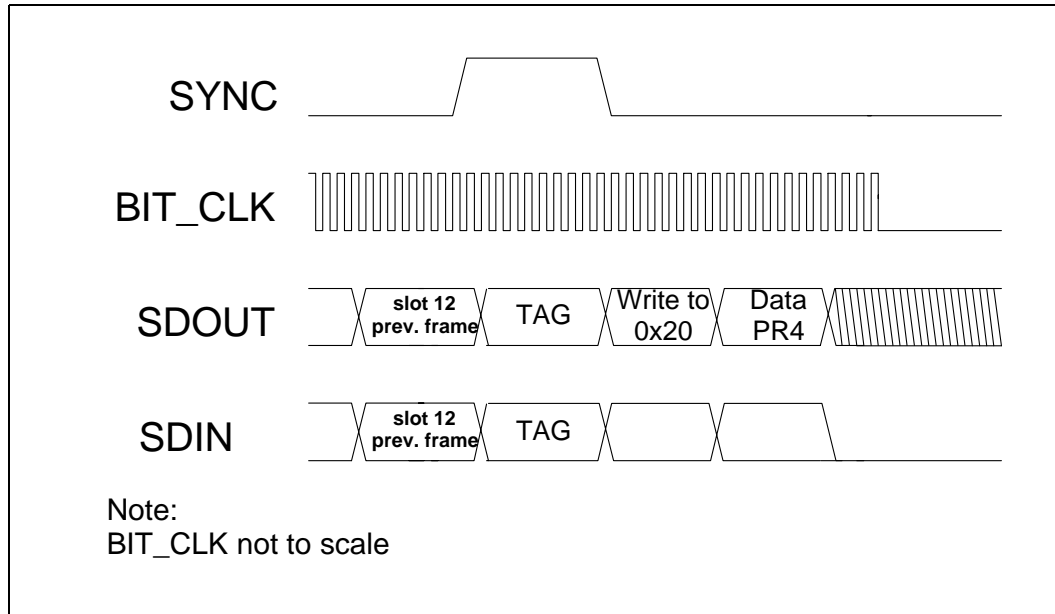 SYNC
BIT_CLK
SDOUT
slot 12
prev. frame
TAG
Write to
0x20
Data
PR4
SDIN
slot 12
prev. frame
TAG
Note:
BIT_CLK not to scale